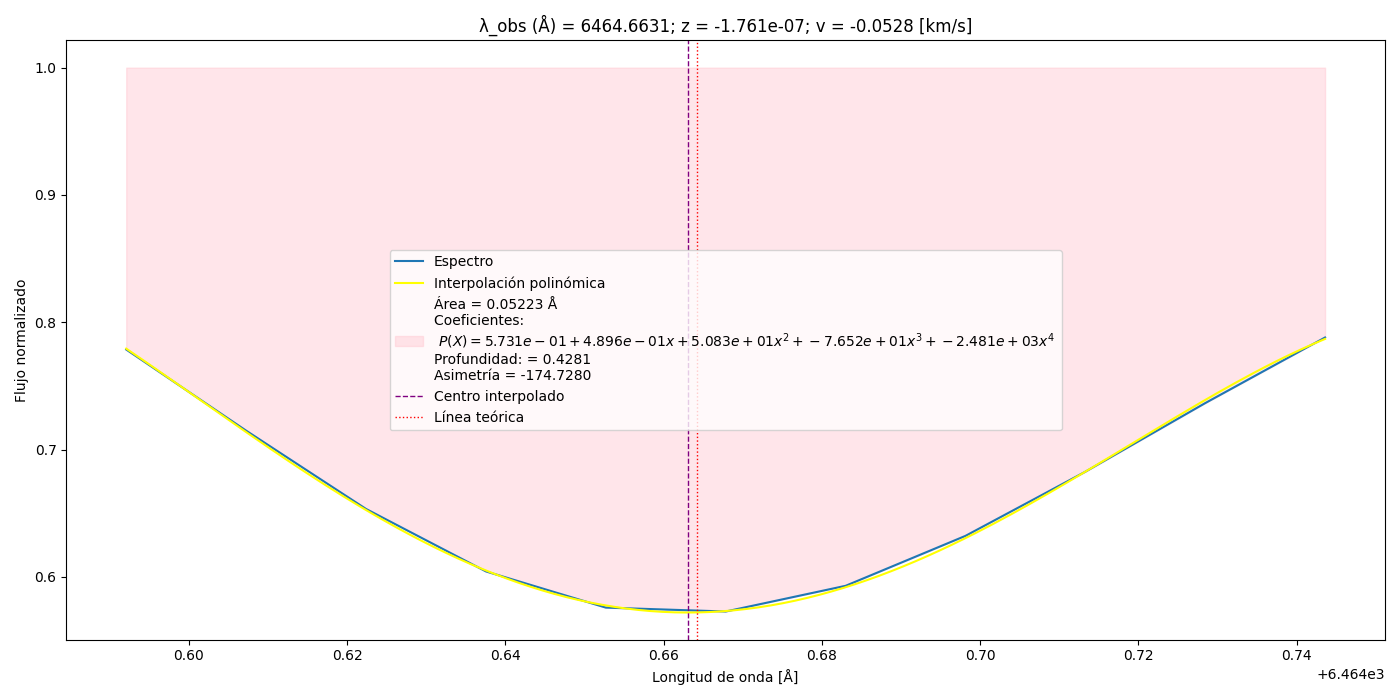 λ_obs (Å) = 6464.6631; z = -1.761e-07; v = -0.0528 [km/s]
Flujo normalizado
1.0
0.9
0.8
0.7
0.6
Espectro
Interpolación polinómica
Área = 0.05223 Å
Coeficientes:
P(X) = 5.731e − 01 + 4.896e − 01x + 5.083e + 01x² + − 7.652e + 01x³ + − 2.481e + 03x⁴
Profundidad: = 0.4281
Asimetría = -174.7280
Centro interpolado
Línea teórica
0.60 0.62 0.64 0.66 0.68 0.70 0.72 0.74
+6.464e3
Longitud de onda [Å]